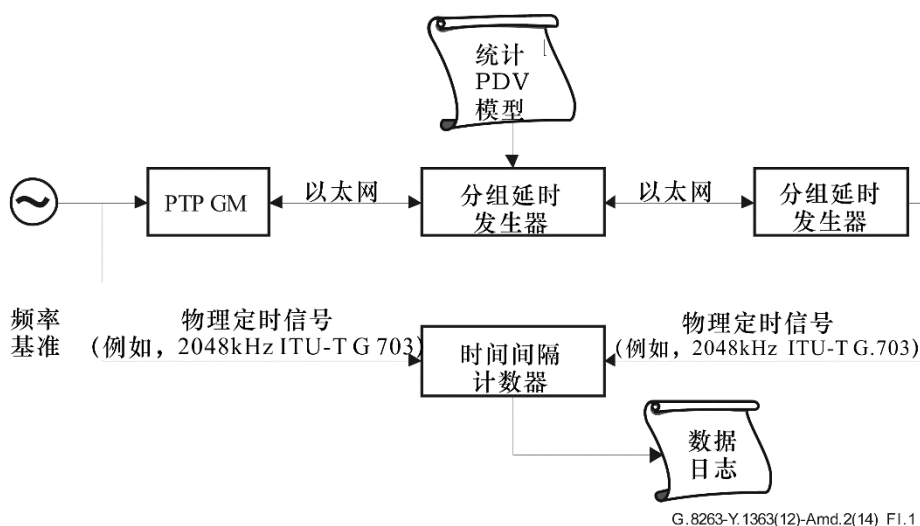 统计
PDV
模型
PTP GM
以太网
分组延时
发生器
以太网
分组延时
发生器
频率
基准
物理定时信号
(例如，2048kHz ITU-T G 703)
时间间隔
计数器
物理定时信号
(例如，2048kHz ITU-T G.703)
数据
日志
G.8263-Y.1363(12)-Amd.2(14) FI.1